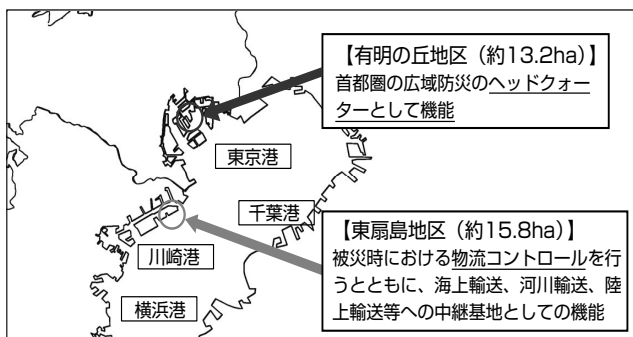 【有明の丘地区（約13.2ha）】
首都圏の広域防災のヘッドクォー
ターとして機能
東京港
千葉港
【東扇島地区（約15.8ha）】
被災時における物流コントロールを行
うとともに、海上輸送、河川輸送、陸
上輸送等への中継基地としての機能
川崎港
横浜港